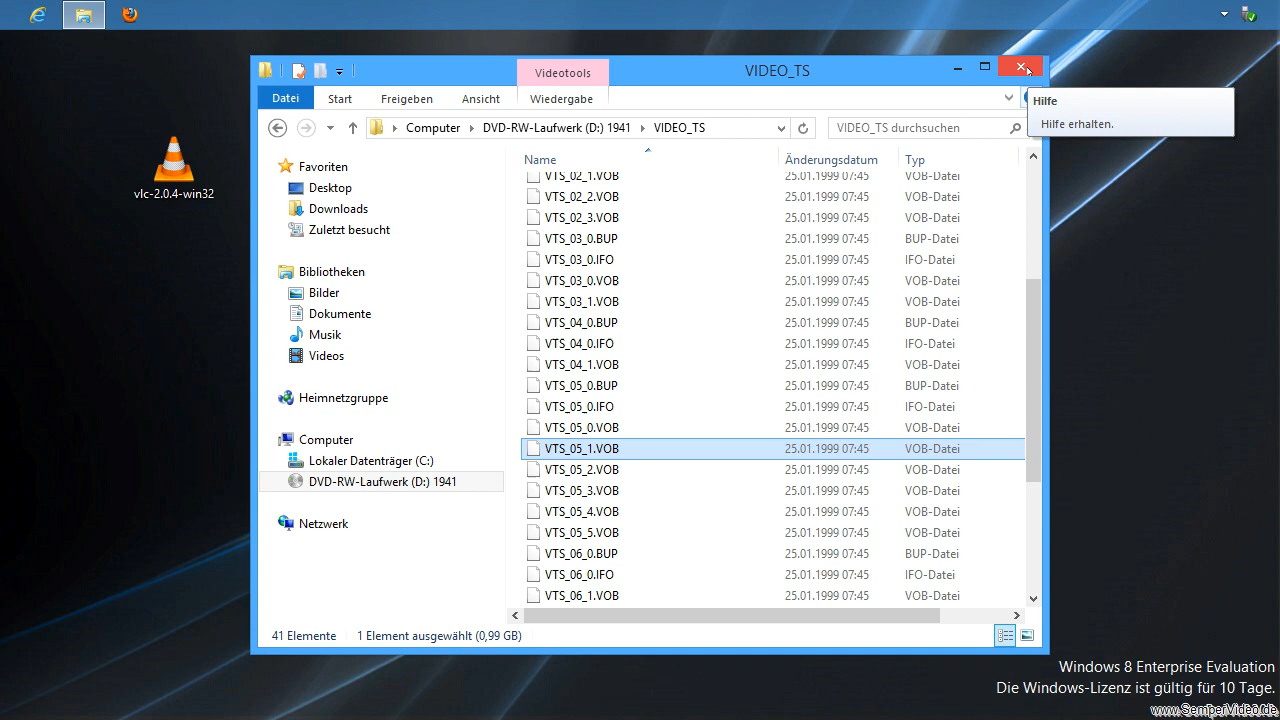 Videotools
VIDEO_TS
Datei
Start
Freigeben
Ansicht
Wiedergabe
Hilfe
Hilfe erhalten.
Computer
DVD-RW-Laufwerk (D:) 1941
VIDEO_TS
VIDEO_TS durchsuchen
vlc-2.0.4-win32
Favoriten
Desktop
Downloads
Zuletzt besucht
Bibliotheken
Bilder
Dokumente
Musik
Videos
Heimnetzgruppe
Computer
Lokaler Datenträger (C:)
DVD-RW-Laufwerk (D:) 1941
Netzwerk
Name Änderungsdatum Typ
VTS_02_1.VOB 25.01.1999 07:45 VOB-Datei
VTS_02_2.VOB 25.01.1999 07:45 VOB-Datei
VTS_02_3.VOB 25.01.1999 07:45 VOB-Datei
VTS_03_0.BUP 25.01.1999 07:45 BUP-Datei
VTS_03_0.IFO 25.01.1999 07:45 IFO-Datei
VTS_03_0.VOB 25.01.1999 07:45 VOB-Datei
VTS_03_1.VOB 25.01.1999 07:45 VOB-Datei
VTS_04_0.BUP 25.01.1999 07:45 BUP-Datei
VTS_04_0.IFO 25.01.1999 07:45 IFO-Datei
VTS_04_1.VOB 25.01.1999 07:45 VOB-Datei
VTS_05_0.BUP 25.01.1999 07:45 BUP-Datei
VTS_05_0.IFO 25.01.1999 07:45 IFO-Datei
VTS_05_0.VOB 25.01.1999 07:45 VOB-Datei
VTS_05_1.VOB 25.01.1999 07:45 VOB-Datei
VTS_05_2.VOB 25.01.1999 07:45 VOB-Datei
VTS_05_3.VOB 25.01.1999 07:45 VOB-Datei
VTS_05_4.VOB 25.01.1999 07:45 VOB-Datei
VTS_05_5.VOB 25.01.1999 07:45 VOB-Datei
VTS_06_0.BUP 25.01.1999 07:45 BUP-Datei
VTS_06_0.IFO 25.01.1999 07:45 IFO-Datei
VTS_06_1.VOB 25.01.1999 07:45 VOB-Datei
41 Elemente 1 Element ausgewählt (0,99 GB)
Windows 8 Enterprise Evaluation
Die Windows-Lizenz ist gültig für 10 Tage.
www.SemperVideo.de